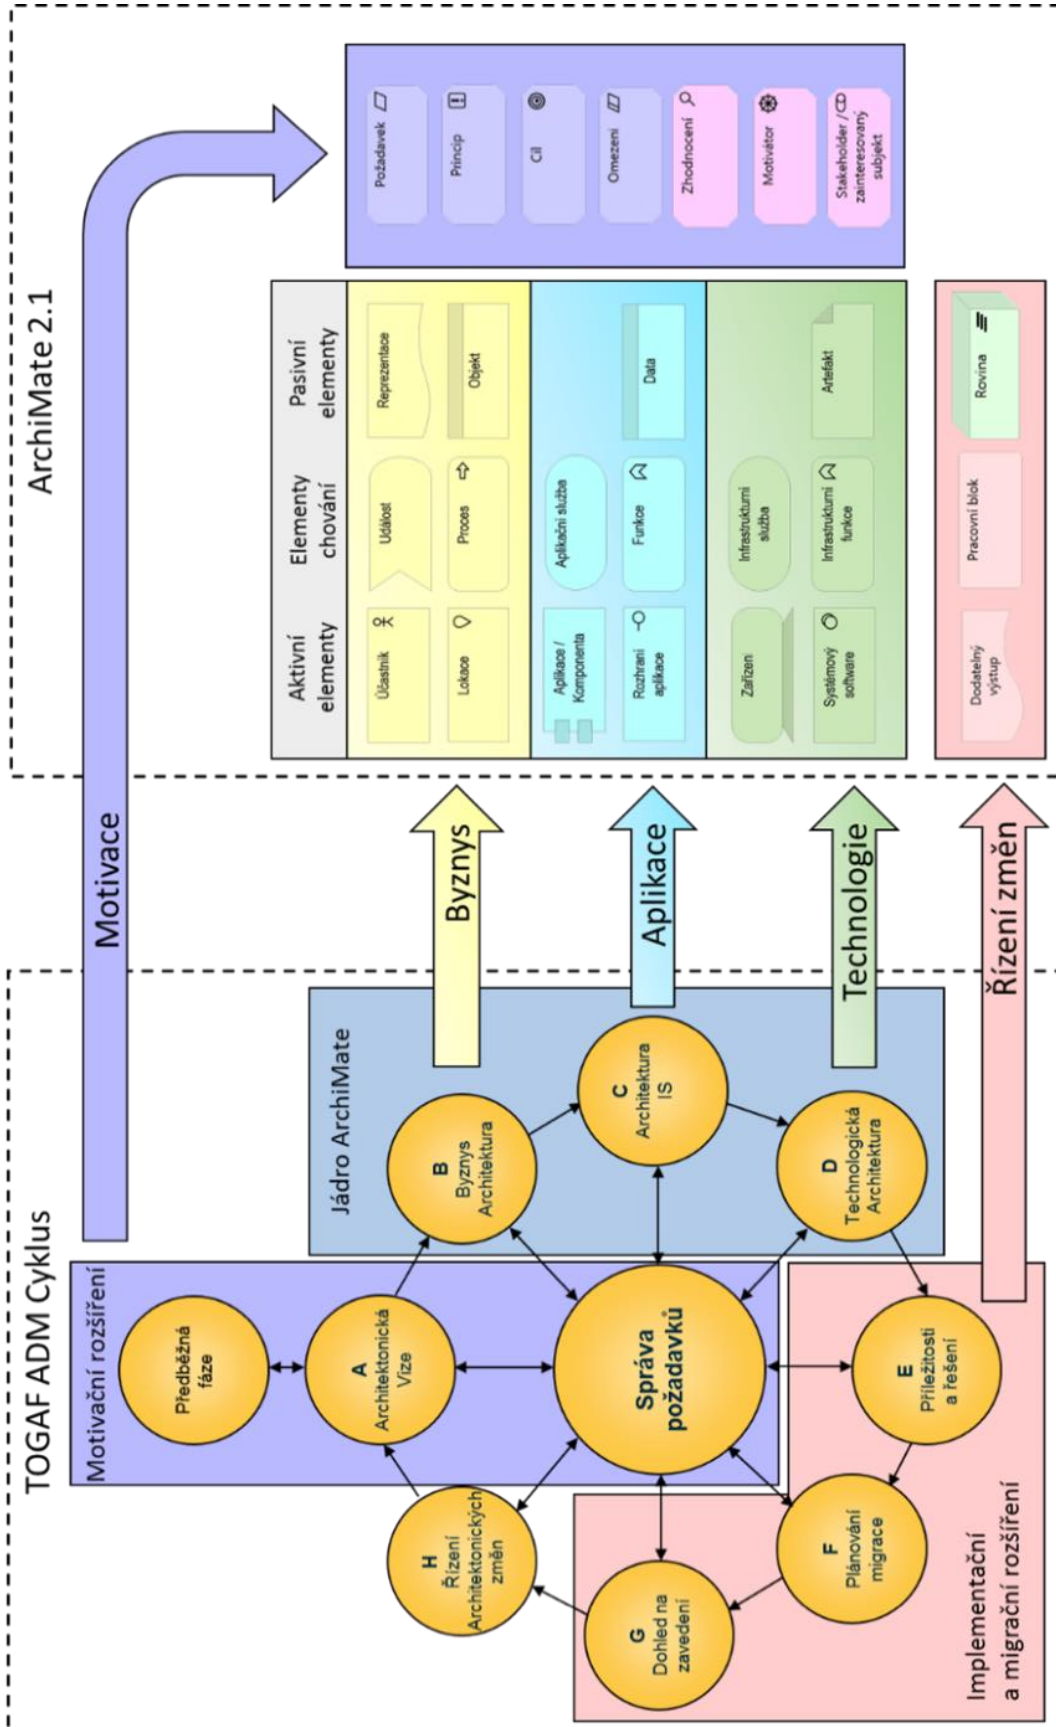 TOGAF ADM Cyklus
Motivační rozšíření
Předběžná
fáze
A
Architektonická
Vize
Správa
požadavků
H
Řízení
Architektonických
změn
G
Dohled na
zavedení
F
Plánování
migrace
E
Příležitosti
a řešení
Implementační
a migrační rozšíření
Jádro ArchiMate
B
Byznys
Architektura
C
Architektura
IS
D
Technologická
Architektura
Motivace
Byznys
Aplikace
Technologie
Řízení změn
ArchiMate 2.1
Aktivní
elementy
Elementy
chování
Pasivní
elementy
Účastník
Událost
Reprezentace
Lokace
Proces
Objekt
Aplikace /
Komponenta
Aplikační služba
Rozhraní
aplikace
Funkce
Data
Zařízení
Infrastrukturní
služba
Systémový
software
Infrastrukturní
funkce
Artefakt
Dodatelný
výstup
Pracovní blok
Rovina
Požadavek
Princip
Cíl
Omezení
Zhodnocení
Motivátor
Stakeholder /
zainteresovaný
subjekt